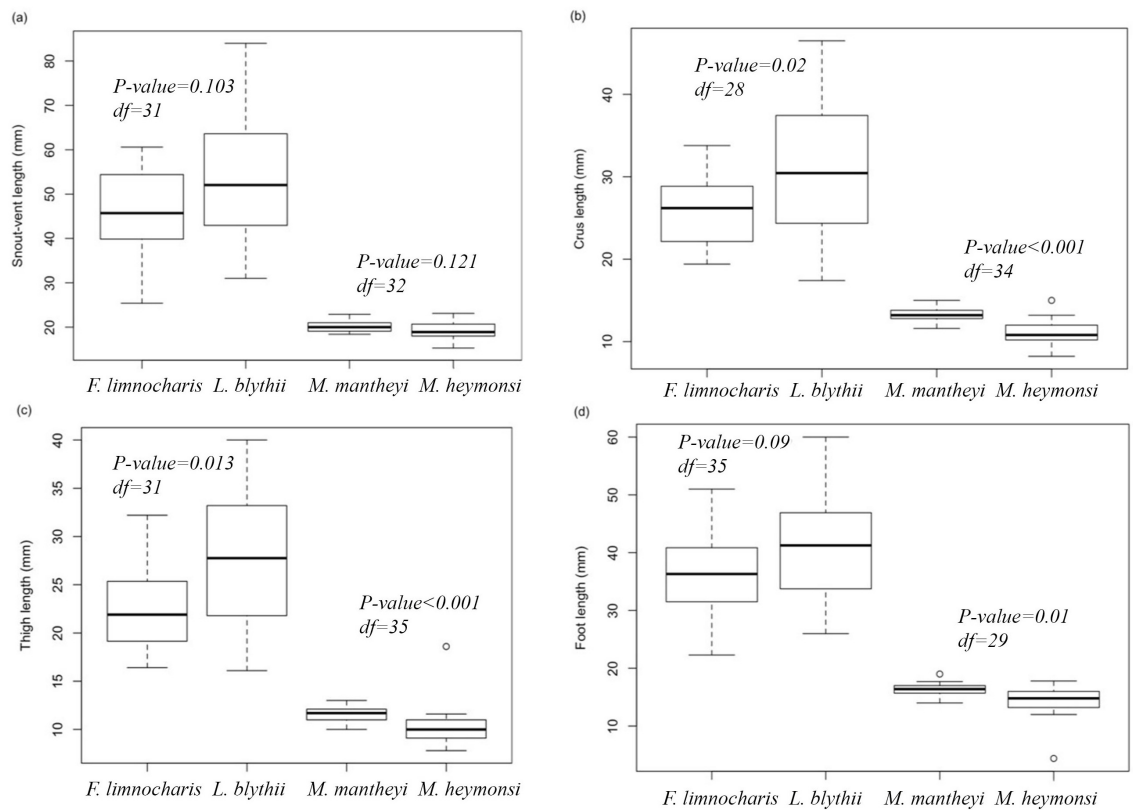 (a)
P-value=0.103
df=31
P-value=0.121
df=32
Snout-vent length (mm)
80
70
60
50
40
30
20
F. limnocharis L. blythii M. mantheyi M. heymonsi
(b)
P-value=0.02
df=28
P-value<0.001
df=34
Crus length (mm)
40
30
20
10
F. limnocharis L. blythii M. mantheyi M. heymonsi
(c)
P-value=0.013
df=31
P-value<0.001
df=35
Thigh length (mm)
40
35
30
25
20
15
10
F. limnocharis L. blythii M. mantheyi M. heymonsi
(d)
P-value=0.09
df=35
P-value=0.01
df=29
Foot length (mm)
60
50
40
30
20
10
F. limnocharis L. blythii M. mantheyi M. heymonsi